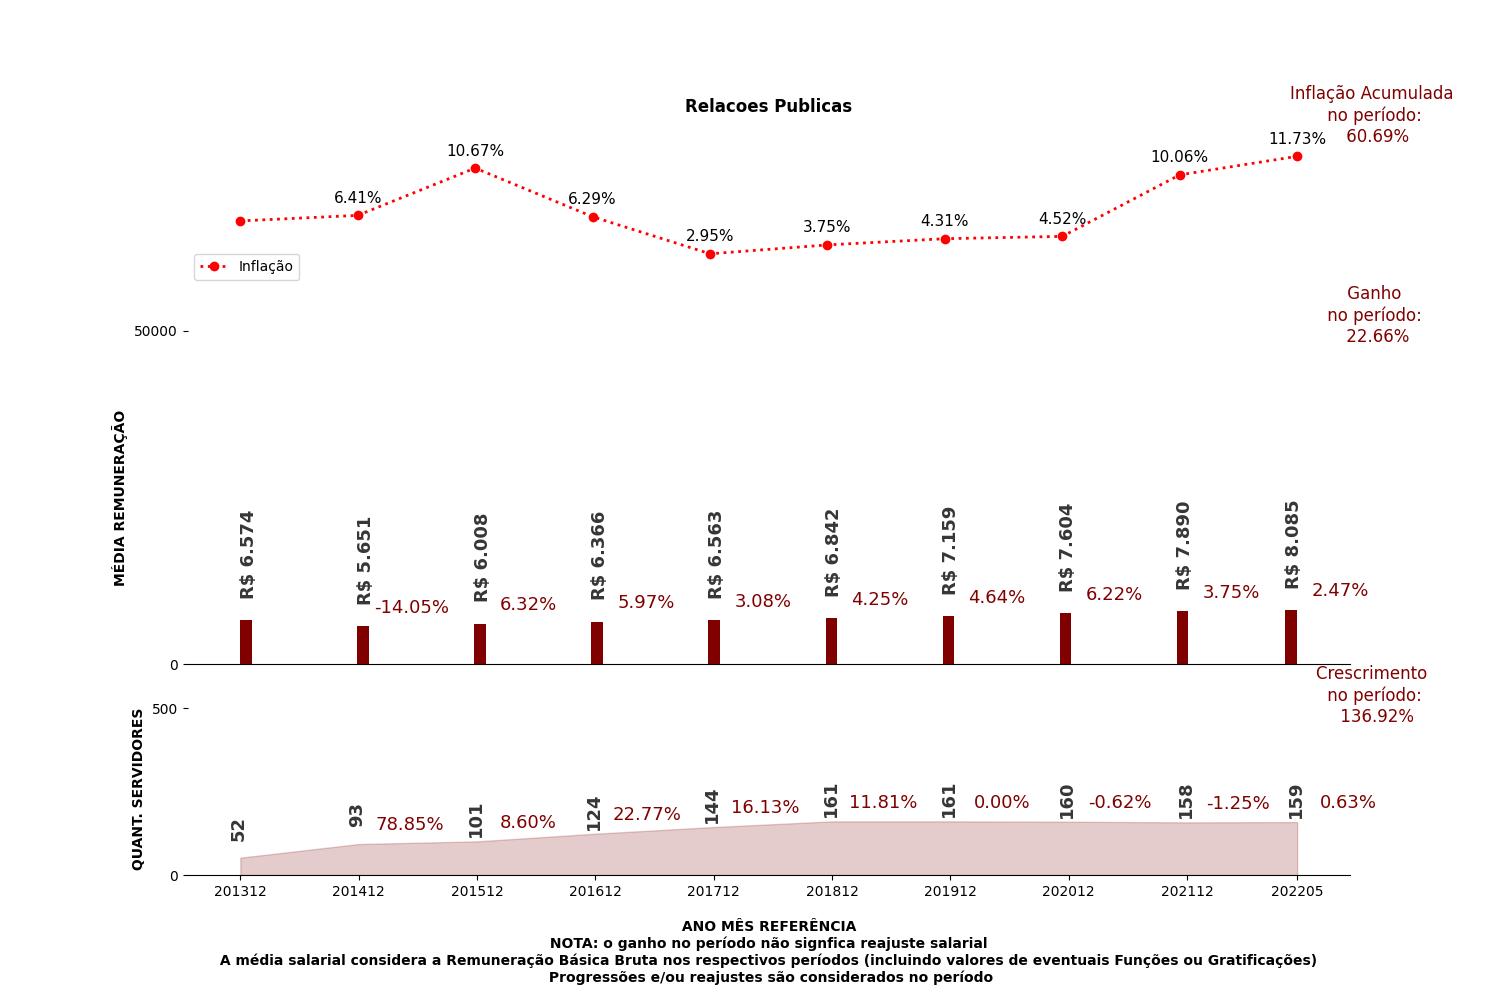 Relacoes Publicas
Inflação Acumulada
no período:
60.69%
6.41%
10.67%
6.29%
2.95%
3.75%
4.31%
4.52%
10.06%
11.73%
Inflação
Ganho
no período:
22.66%
50000
0
MÉDIA REMUNERAÇÃO
R$ 6.574
R$ 5.651
R$ 6.008
R$ 6.366
R$ 6.563
R$ 6.842
R$ 7.159
R$ 7.604
R$ 7.890
R$ 8.085
-14.05%
6.32%
5.97%
3.08%
4.25%
4.64%
6.22%
3.75%
2.47%
Crescrimento
no período:
136.92%
500
0
QUANT. SERVIDORES
52
93
101
124
144
161
161
160
158
159
78.85%
8.60%
22.77%
16.13%
11.81%
0.00%
-0.62%
-1.25%
0.63%
201312
201412
201512
201612
201712
201812
201912
202012
202112
202205
ANO MÊS REFERÊNCIA
NOTA: o ganho no período não signfica reajuste salarial
A média salarial considera a Remuneração Básica Bruta nos respectivos períodos (incluindo valores de eventuais Funções ou Gratificações)
Progressões e/ou reajustes são considerados no período